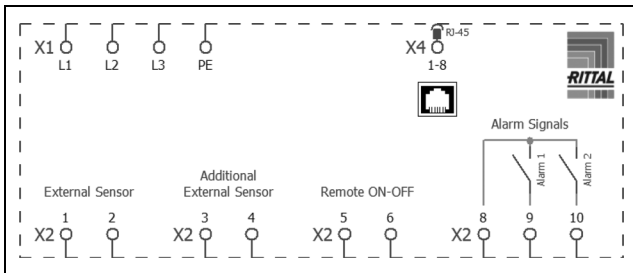 RJ-45
X1
X4
L1 L2 L3 PE
1-8
RITTAL
Alarm Signals
Alarm 1
Alarm 2
Additional
External Sensor
External Sensor
Remote ON-OFF
1 2 3 4 5 6 8 9 10
X2 X2 X2 X2